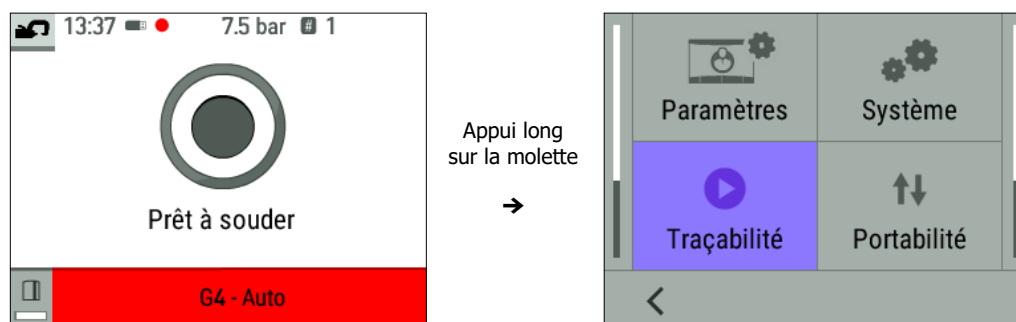 13:37 7.5 bar # 1
Prêt à souder
G4 - Auto
Appui long
sur la molette
➔
Paramètres Système
Traçabilité Portabilité